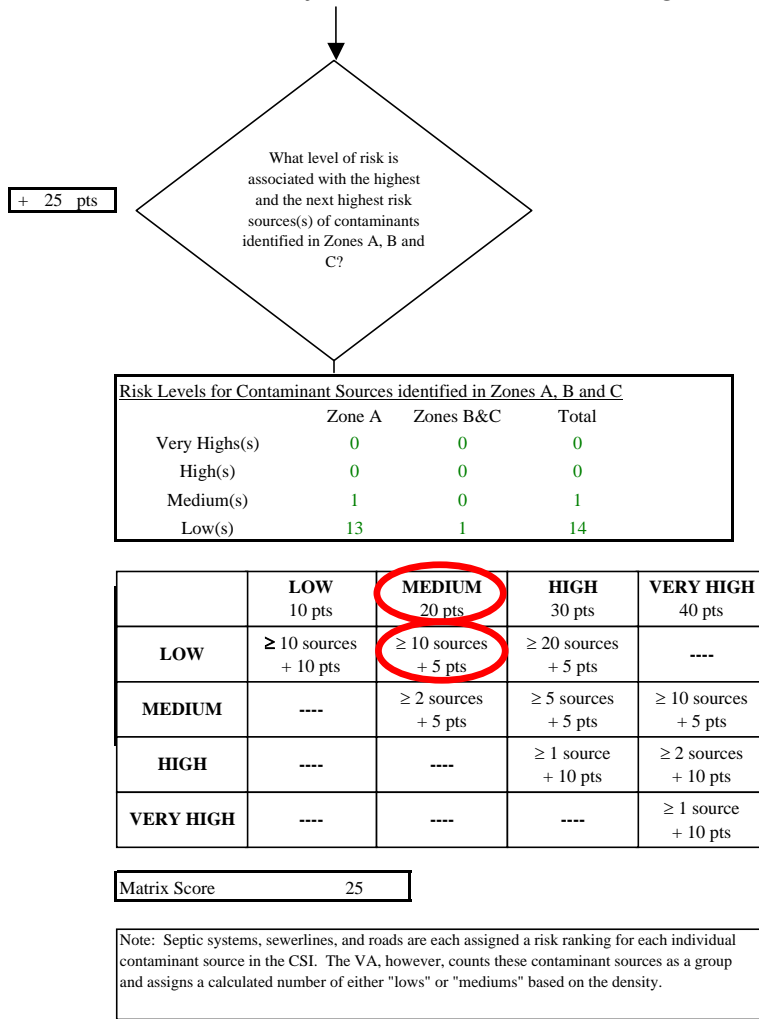 What level of risk is
associated with the highest
and the next highest risk
sources(s) of contaminants
identified in Zones A, B and
C?
+ 25 pts
Risk Levels for Contaminant Sources identified in Zones A, B and C
Zone A Zones B&C Total
Very Highs(s) 0 0 0
High(s) 0 0 0
Medium(s) 1 0 1
Low(s) 13 1 14
LOW MEDIUM HIGH VERY HIGH
10 pts 20 pts 30 pts 40 pts
LOW ≥ 10 sources ≥ 10 sources ≥ 20 sources ----
+ 10 pts + 5 pts + 5 pts
MEDIUM ---- ≥ 2 sources ≥ 5 sources ≥ 10 sources
+ 5 pts + 5 pts + 5 pts
HIGH ---- ---- ≥ 1 source ≥ 2 sources
+ 10 pts + 10 pts
VERY HIGH ---- ---- ---- ≥ 1 source
+ 10 pts
Matrix Score 25
Note: Septic systems, sewerlines, and roads are each assigned a risk ranking for each individual
contaminant source in the CSI. The VA, however, counts these contaminant sources as a group
and assigns a calculated number of either "lows" or "mediums" based on the density.